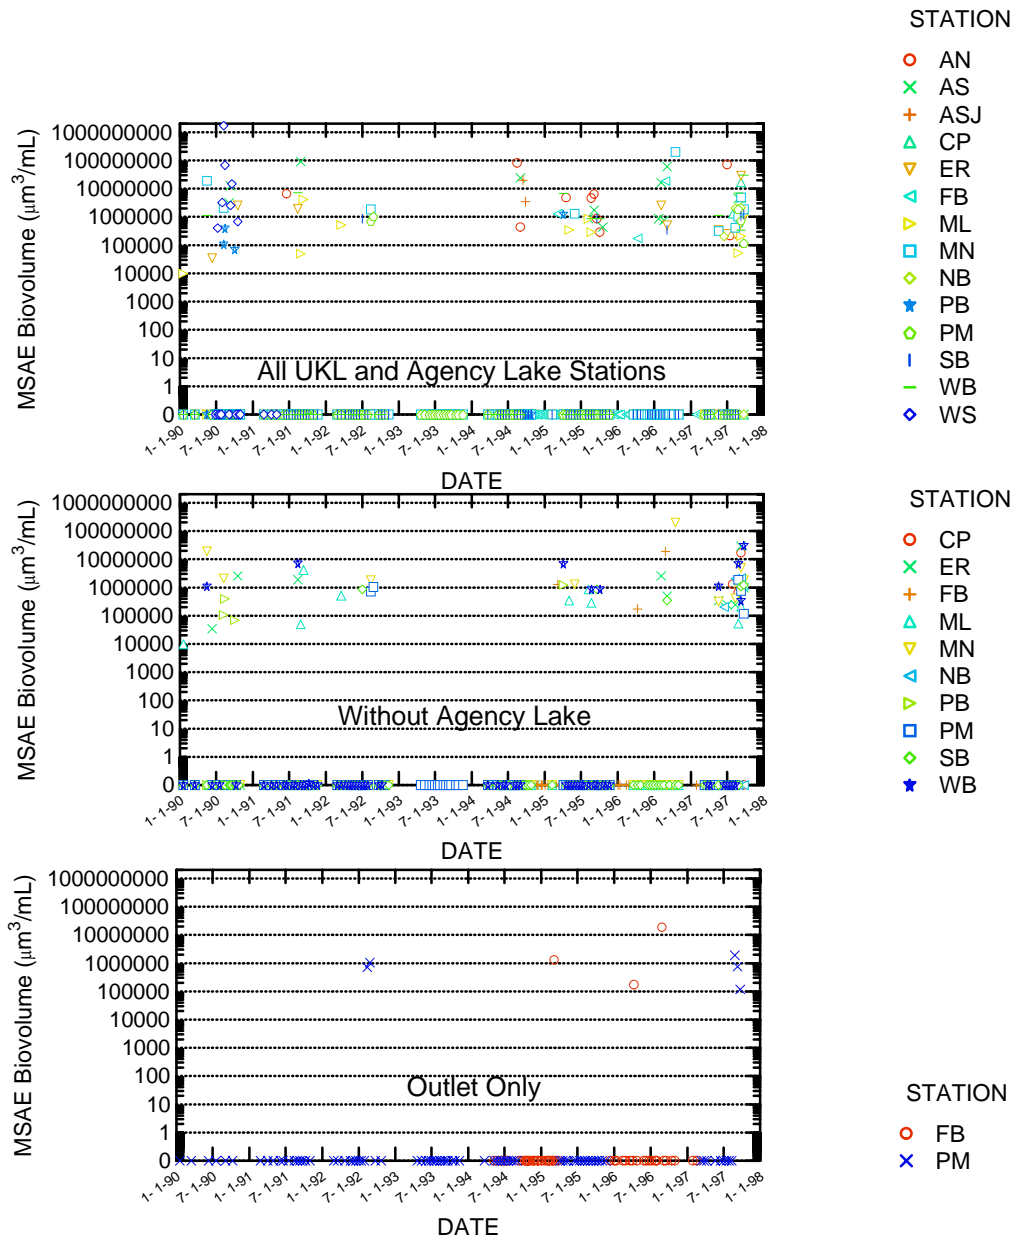 STATION
AN
AS
ASJ
CP
ER
FB
ML
MN
NB
PB
PM
SB
WB
WS
MSAE Biovolume (μm³/mL)
1000000000
100000000
10000000
1000000
100000
10000
1000
100
10
1
0
All UKL and Agency Lake Stations
1- 1-90
7- 1-90
1- 1-91
7- 1-91
1- 1-92
7- 1-92
1- 1-93
7- 1-93
1- 1-94
7- 1-94
1- 1-95
7- 1-95
1- 1-96
7- 1-96
1- 1-97
7- 1-97
1- 1-98
DATE
STATION
CP
ER
FB
ML
MN
NB
PB
PM
SB
WB
MSAE Biovolume (μm³/mL)
1000000000
100000000
10000000
1000000
100000
10000
1000
100
10
1
0
Without Agency Lake
1- 1-90
7- 1-90
1- 1-91
7- 1-91
1- 1-92
7- 1-92
1- 1-93
7- 1-93
1- 1-94
7- 1-94
1- 1-95
7- 1-95
1- 1-96
7- 1-96
1- 1-97
7- 1-97
1- 1-98
DATE
MSAE Biovolume (μm³/mL)
1000000000
100000000
10000000
1000000
100000
10000
1000
100
10
1
0
Outlet Only
STATION
FB
PM
1- 1-90
7- 1-90
1- 1-91
7- 1-91
1- 1-92
7- 1-92
1- 1-93
7- 1-93
1- 1-94
7- 1-94
1- 1-95
7- 1-95
1- 1-96
7- 1-96
1- 1-97
7- 1-97
1- 1-98
DATE